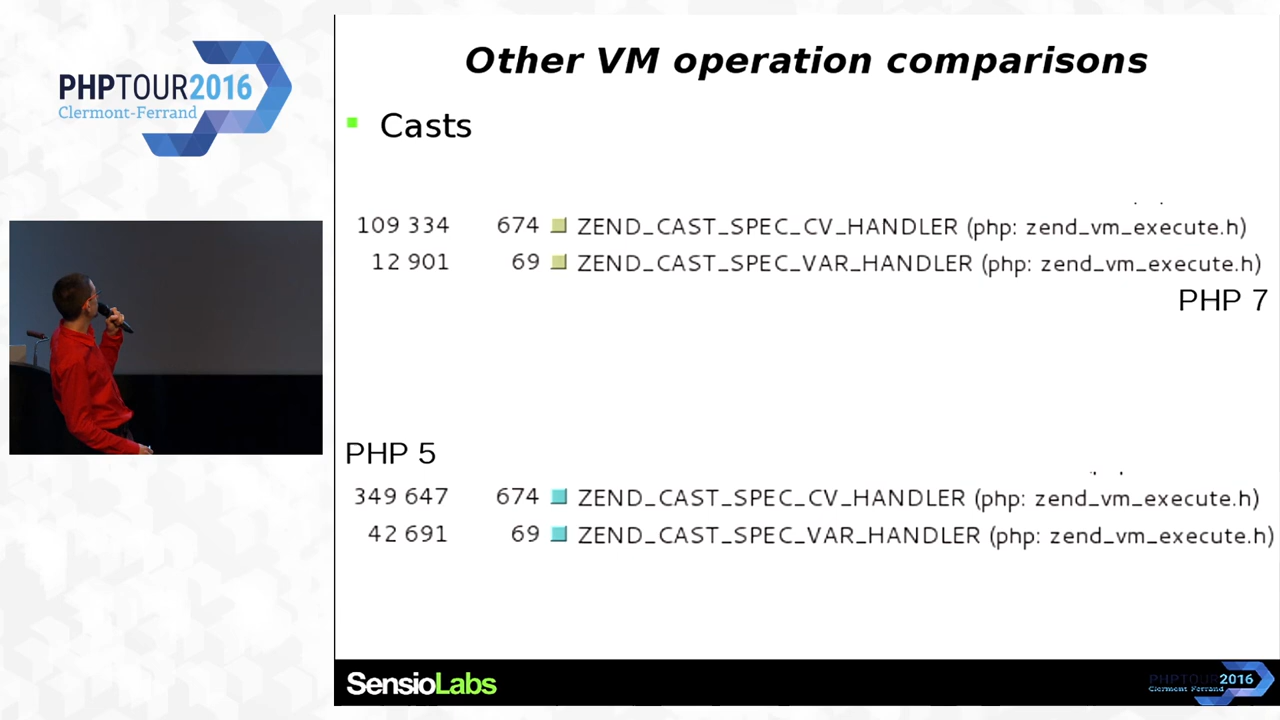 PHPTOUR2016
Clermont-Ferrand
Other VM operation comparisons
Casts
109 334 674 ZEND_CAST_SPEC_CV_HANDLER (php: zend_vm_execute.h)
12 901 69 ZEND_CAST_SPEC_VAR_HANDLER (php: zend_vm_execute.h)
PHP 7
PHP 5
349 647 674 ZEND_CAST_SPEC_CV_HANDLER (php: zend_vm_execute.h)
42 691 69 ZEND_CAST_SPEC_VAR_HANDLER (php: zend_vm_execute.h)
SensioLabs
PHPTOUR2016
Clermont Ferrand